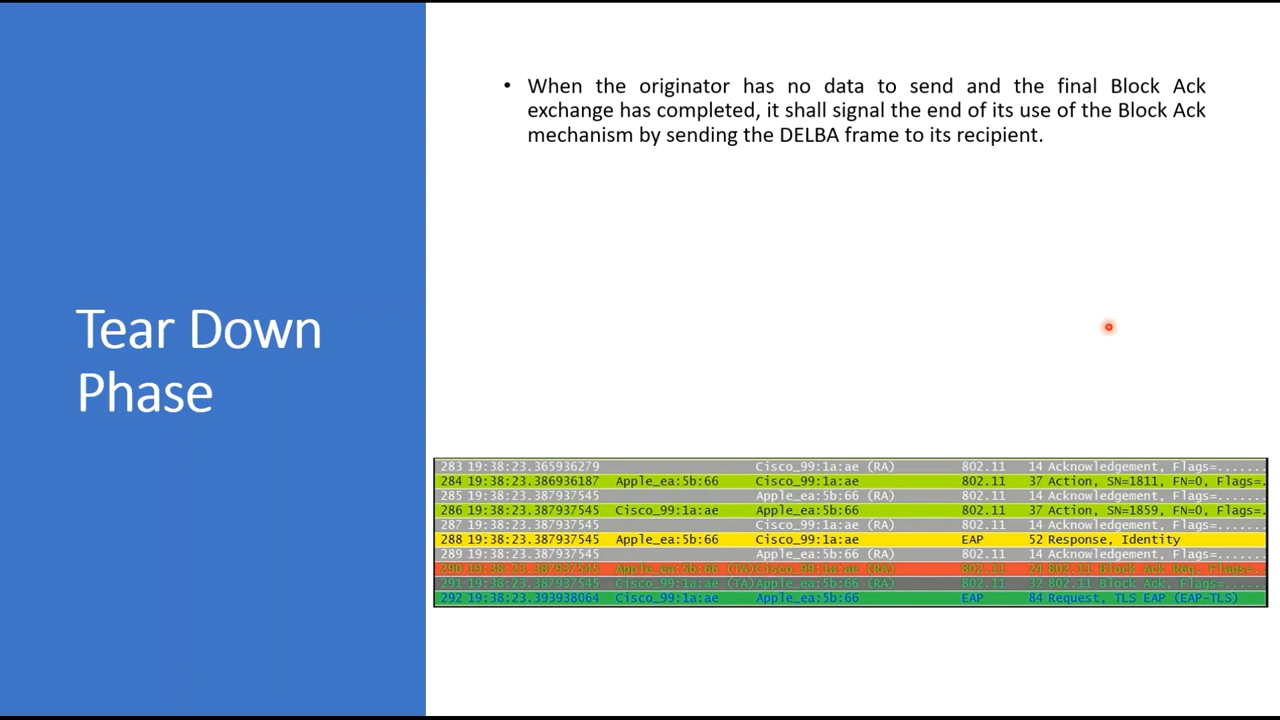 Tear Down
Phase
• When the originator has no data to send and the final Block Ack
exchange has completed, it shall signal the end of its use of the Block Ack
mechanism by sending the DELBA frame to its recipient.
283 19:38:23.365936279 Cisco_99:1a:ae (RA) 802.11 14 Acknowledgement, Flags=.......
284 19:38:23.386936187 Apple_ea:5b:66 Cisco_99:1a:ae 802.11 37 Action, SN=1811, FN=0, Flags=.
285 19:38:23.387937545 Apple_ea:5b:66 (RA) 802.11 14 Acknowledgement, Flags=.......
286 19:38:23.387937545 Cisco_99:1a:ae Apple_ea:5b:66 802.11 37 Action, SN=1859, FN=0, Flags=.
287 19:38:23.387937545 Cisco_99:1a:ae (RA) 802.11 14 Acknowledgement, Flags=.......
288 19:38:23.387937545 Apple_ea:5b:66 Cisco_99:1a:ae EAP 52 Response, Identity
289 19:38:23.387937545 Apple_ea:5b:66 (RA) 802.11 14 Acknowledgement, Flags=.......
290 19:38:23.387937545 Apple_ea:5b:66 (TA) Cisco_99:1a:ae (RA) 802.11 24 802.11 Block Ack Req, Flags=..
291 19:38:23.387937545 Cisco_99:1a:ae (TA) Apple_ea:5b:66 (RA) 802.11 32 802.11 Block Ack, Flags=......
292 19:38:23.393938064 Cisco_99:1a:ae Apple_ea:5b:66 EAP 84 Request, TLS EAP (EAP-TLS)